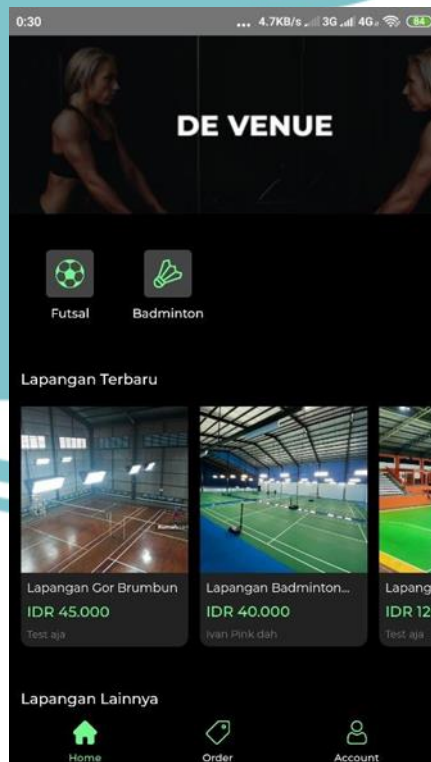 0:30 ... 4.7KB/s 3G 4G 84
DE VENUE
Futsal Badminton
Lapangan Terbaru
Lapangan Gor Brumbun Lapangan Badminton... Lapang
IDR 45.000 IDR 40.000 IDR 12
Test aja Ivan Pink dah Test aja
Lapangan Lainnya
Home Order Account